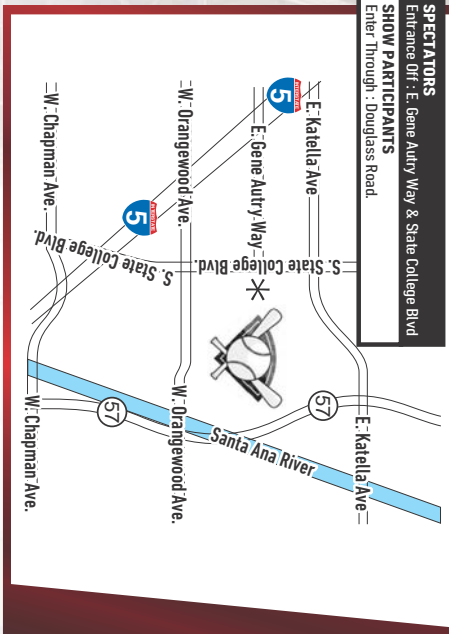 SPECTATORS
Entrance Off : E. Gene Autry Way & State College Blvd
SHOW PARTICIPANTS
Enter Through : Douglass Road.
E. Katella Ave
E. Katella Ave
INTERSTATE
5
57
E. Gene Autry Way
S. State College Blvd.
W. Orangewood Ave.
W. Orangewood Ave.
Santa Ana River
INTERSTATE
5
S. State College Blvd.
57
W. Chapman Ave.
W. Chapman Ave.